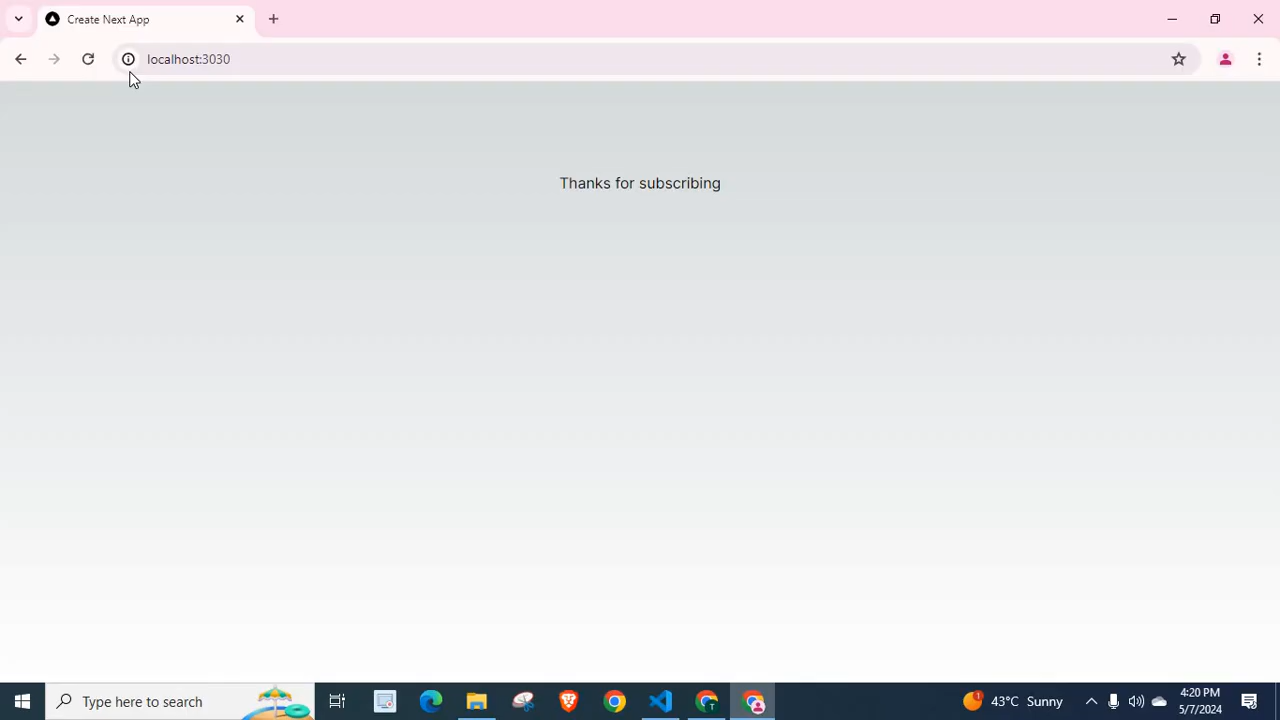 Create Next App
localhost:3030
Thanks for subscribing
Type here to search
1
43°C Sunny
4:20 PM
5/7/2024